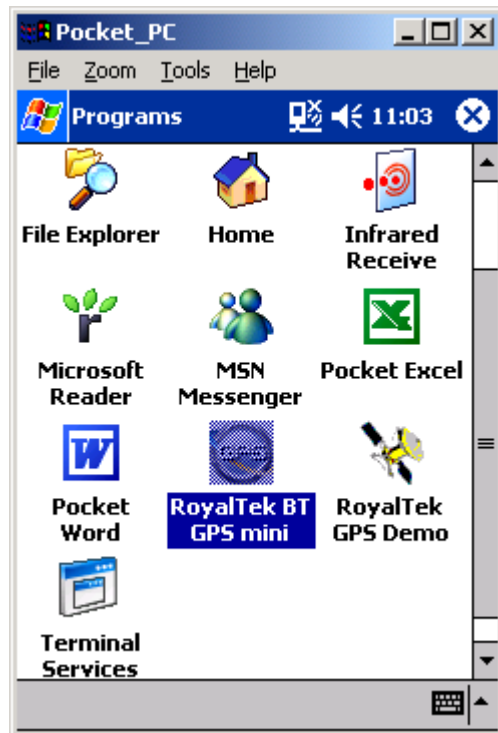 Pocket_PC
File Zoom Tools Help
Programs 11:03
File Explorer Home Infrared
Receive
Microsoft MSN Pocket Excel
Reader Messenger
Pocket RoyalTek BT RoyalTek
Word GPS mini GPS Demo
Terminal
Services